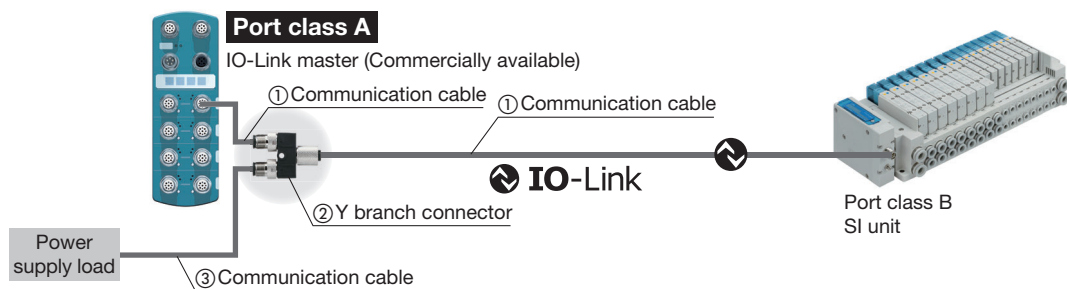 Port class A
IO-Link master (Commercially available)
①Communication cable
①Communication cable
IO-Link
②Y branch connector
Port class B
SI unit
Power
supply load
③Communication cable